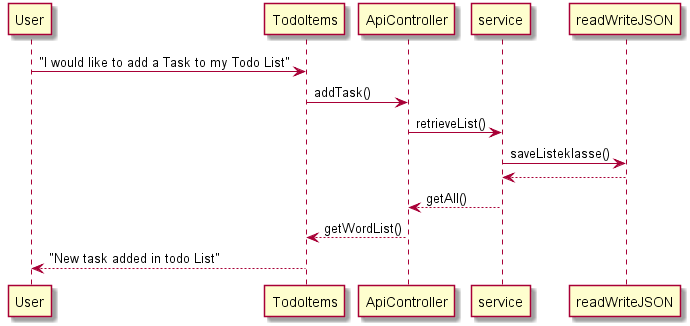 User TodoItems ApiController service readWriteJSON
"I would like to add a Task to my Todo List"
addTask()
retrieveList()
saveListeklasse()
getAll()
getWordList()
"New task added in todo List"
User TodoItems ApiController service readWriteJSON